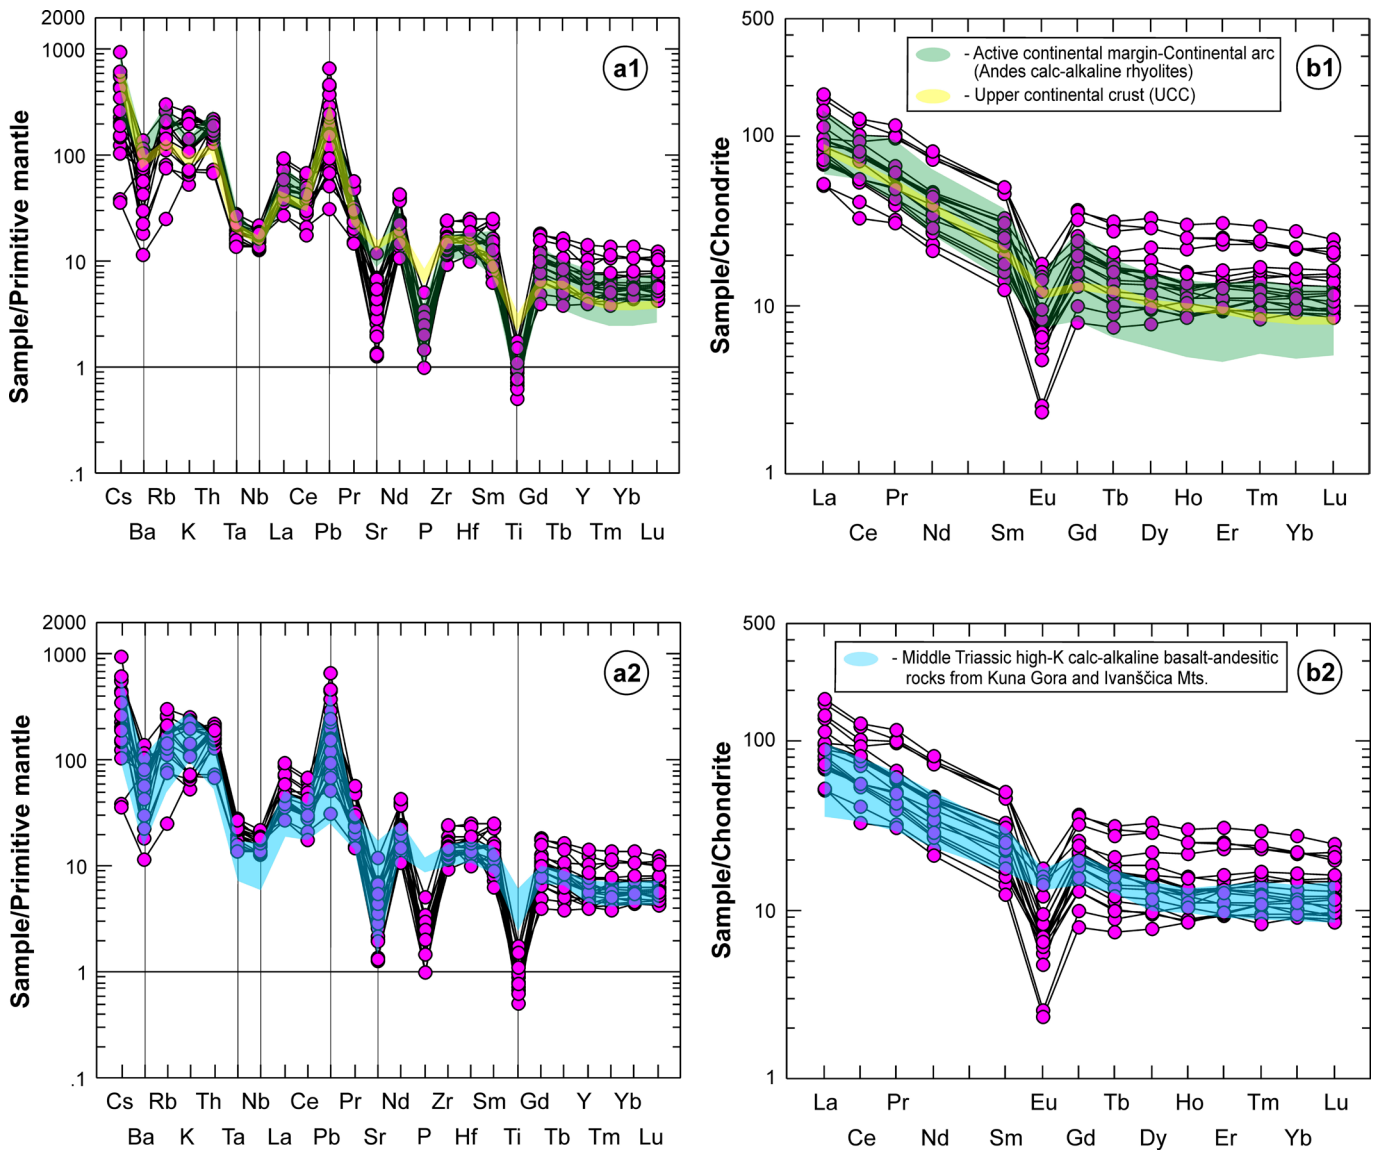 2000
1000
100
10
1
.1
Sample/Primitive mantle
a1
Cs Rb Th Nb Ce Pr Nd Zr Sm Gd Y Yb
Ba K Ta La Pb Sr P Hf Ti Tb Tm Lu
500
100
10
1
Sample/Chondrite
b1
- Active continental margin-Continental arc
(Andes calc-alkaline rhyolites)
- Upper continental crust (UCC)
La Pr Eu Tb Ho Tm Lu
Ce Nd Sm Gd Dy Er Yb
2000
1000
100
10
1
.1
Sample/Primitive mantle
a2
Cs Rb Th Nb Ce Pr Nd Zr Sm Gd Y Yb
Ba K Ta La Pb Sr P Hf Ti Tb Tm Lu
500
100
10
1
Sample/Chondrite
b2
- Middle Triassic high-K calc-alkaline basalt-andesitic
rocks from Kuna Gora and Ivanščica Mts.
La Pr Eu Tb Ho Tm Lu
Ce Nd Sm Gd Dy Er Yb